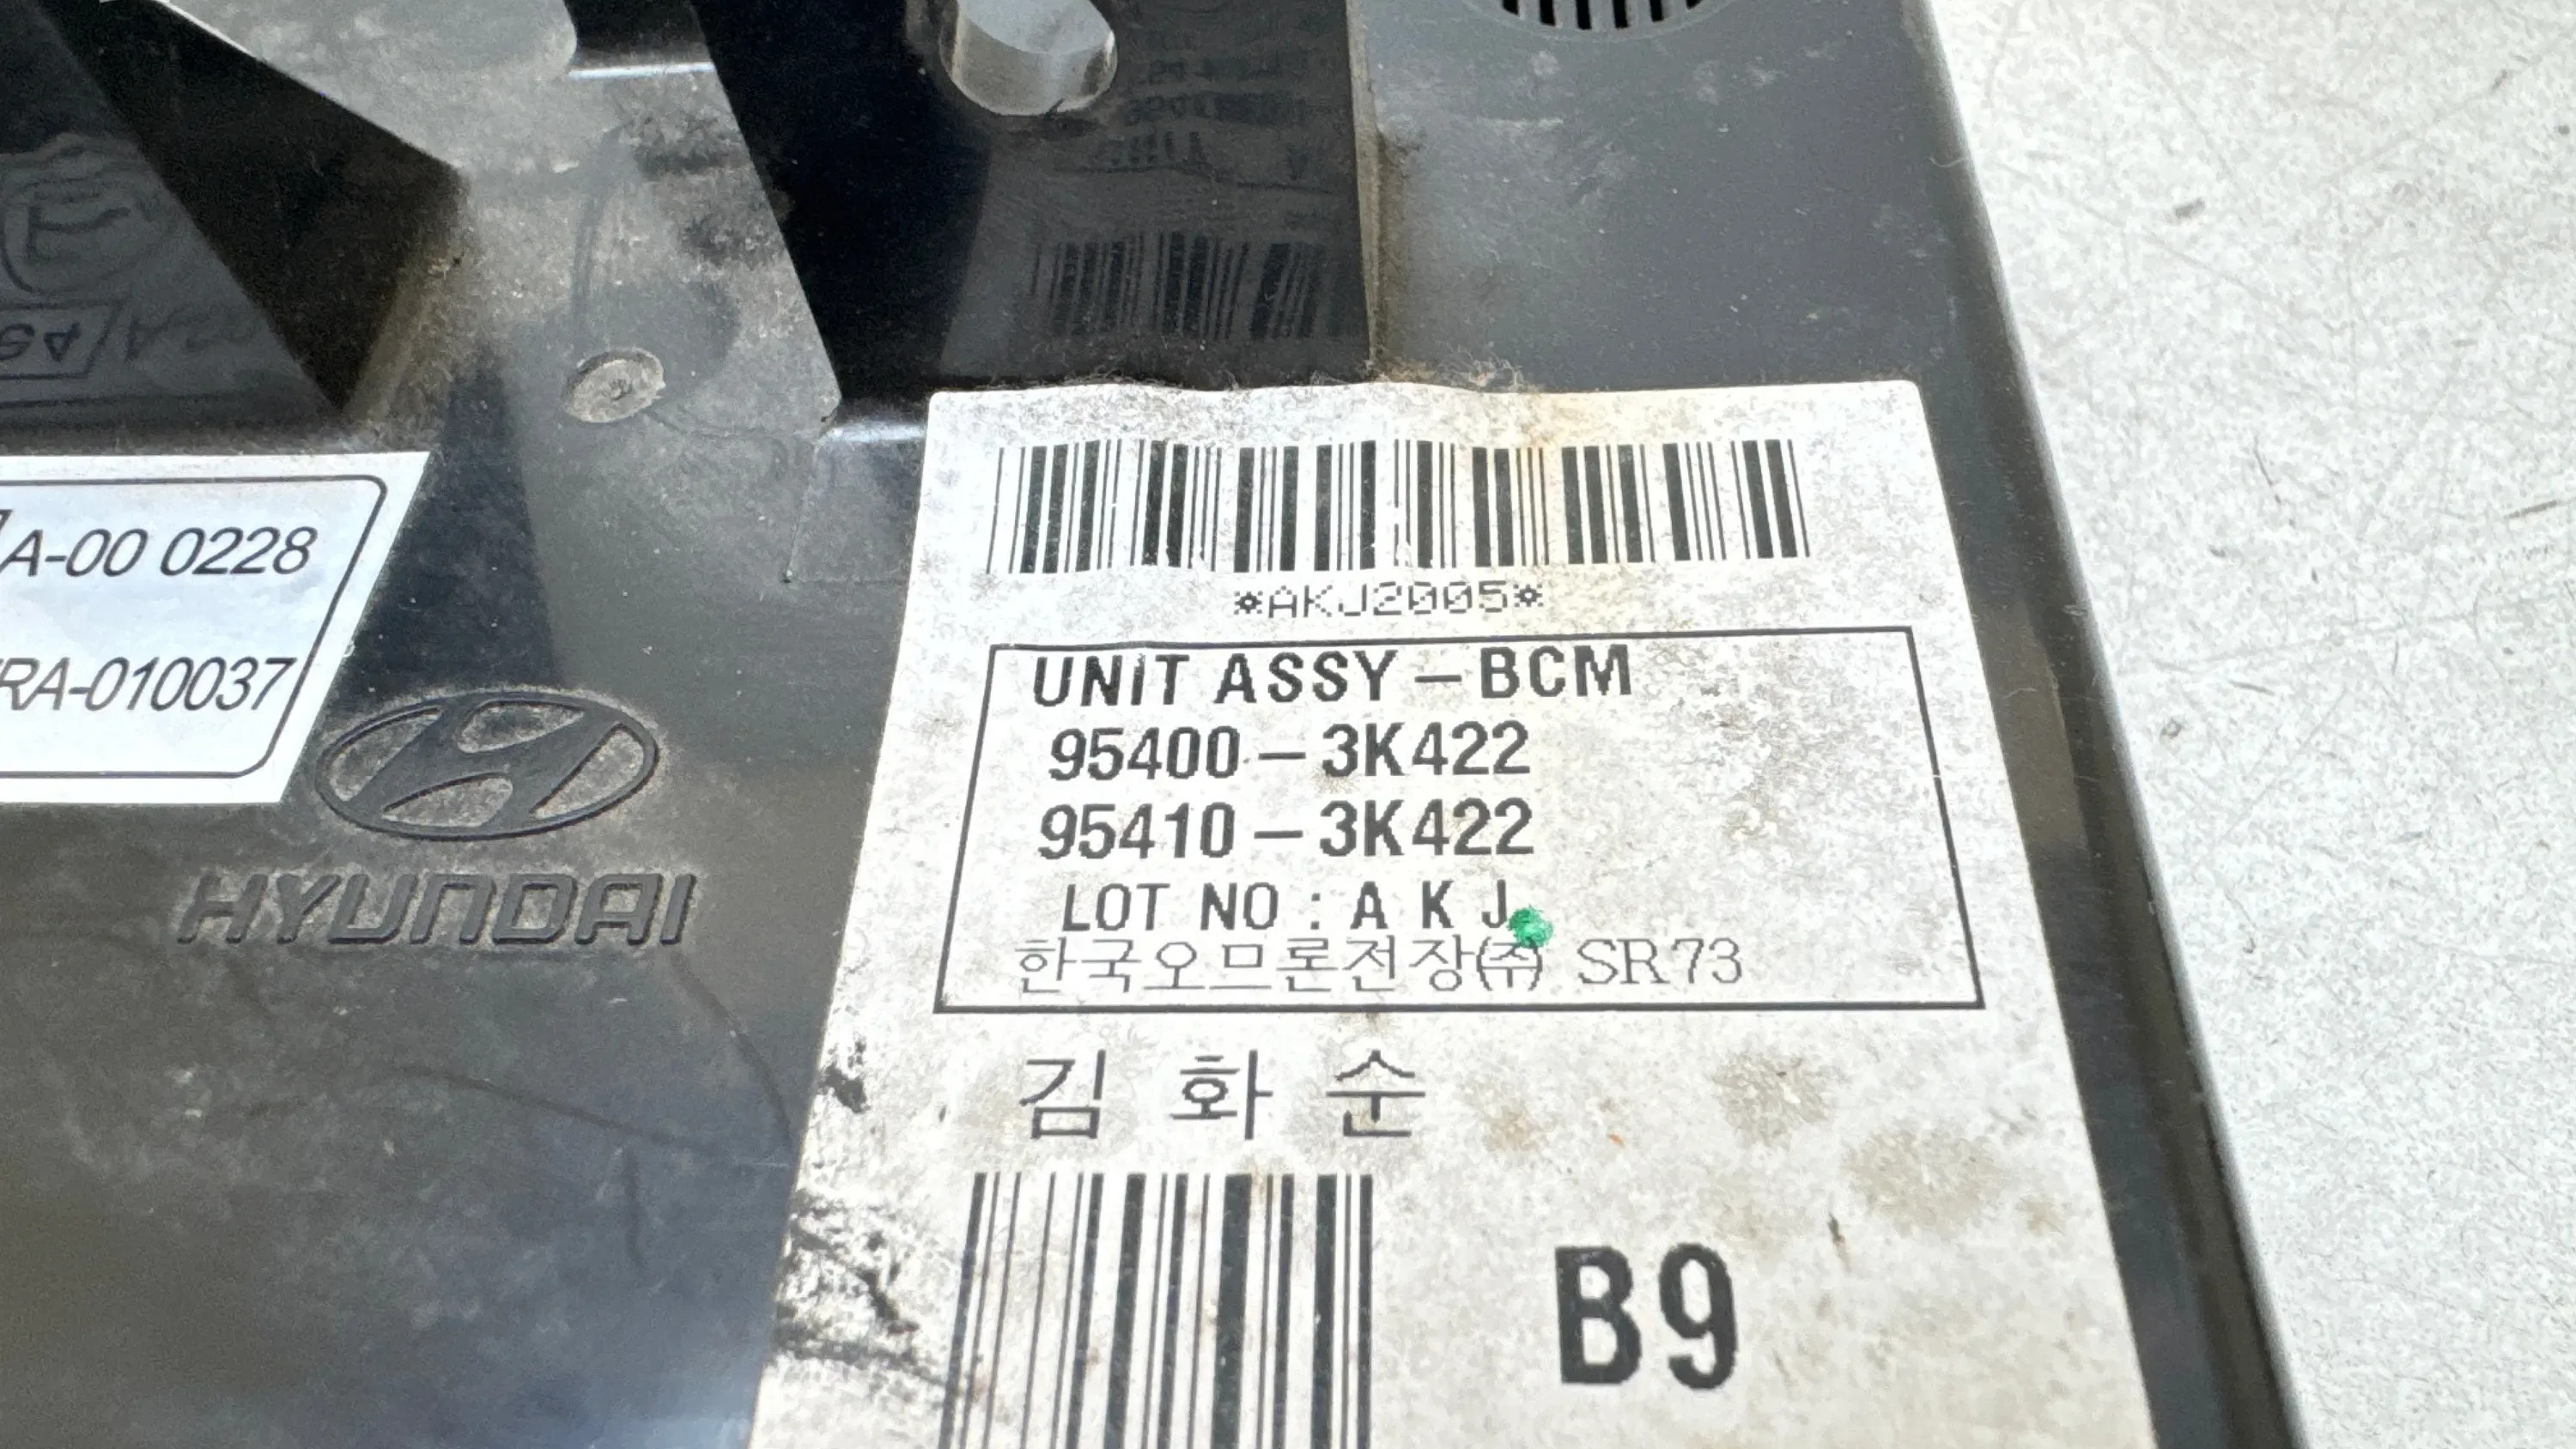 A-00 0228
RA-010037
HYUNDAI
*AKJ2005*
UNIT ASSY-BCM
95400-3K422
95410-3K422
LOT NO : A K J
한국오므론전장㈜ SR73
김 화 순
B9